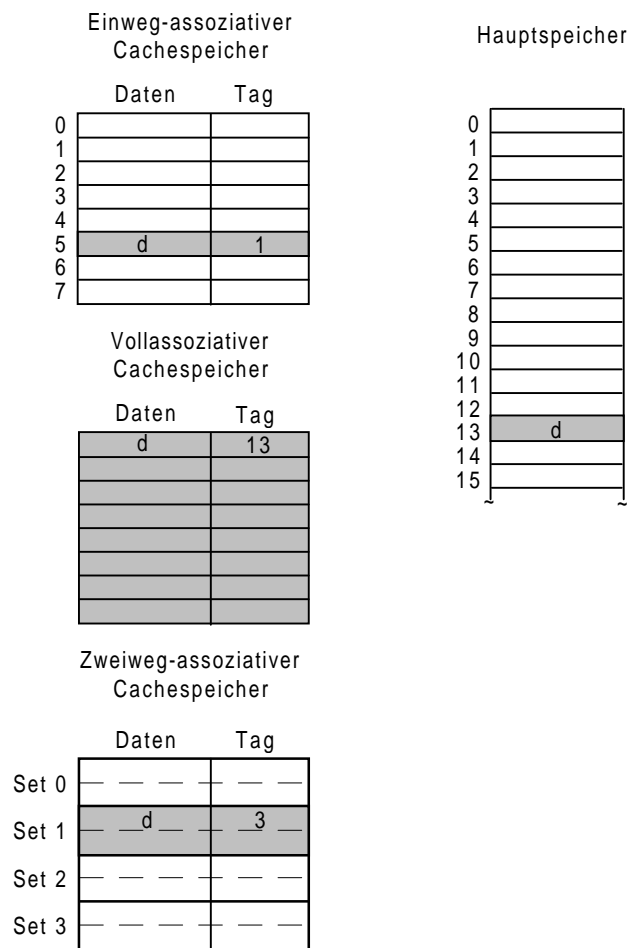 Einweg-assoziativer
Cachespeicher
Daten Tag
0
1
2
3
4
5 d 1
6
7
Vollassoziativer
Cachespeicher
Daten Tag
d 13
Zweiweg-assoziativer
Cachespeicher
Daten Tag
Set 0
Set 1 d 3
Set 2
Set 3
Hauptspeicher
0
1
2
3
4
5
6
7
8
9
10
11
12
13 d
14
15
~ ~